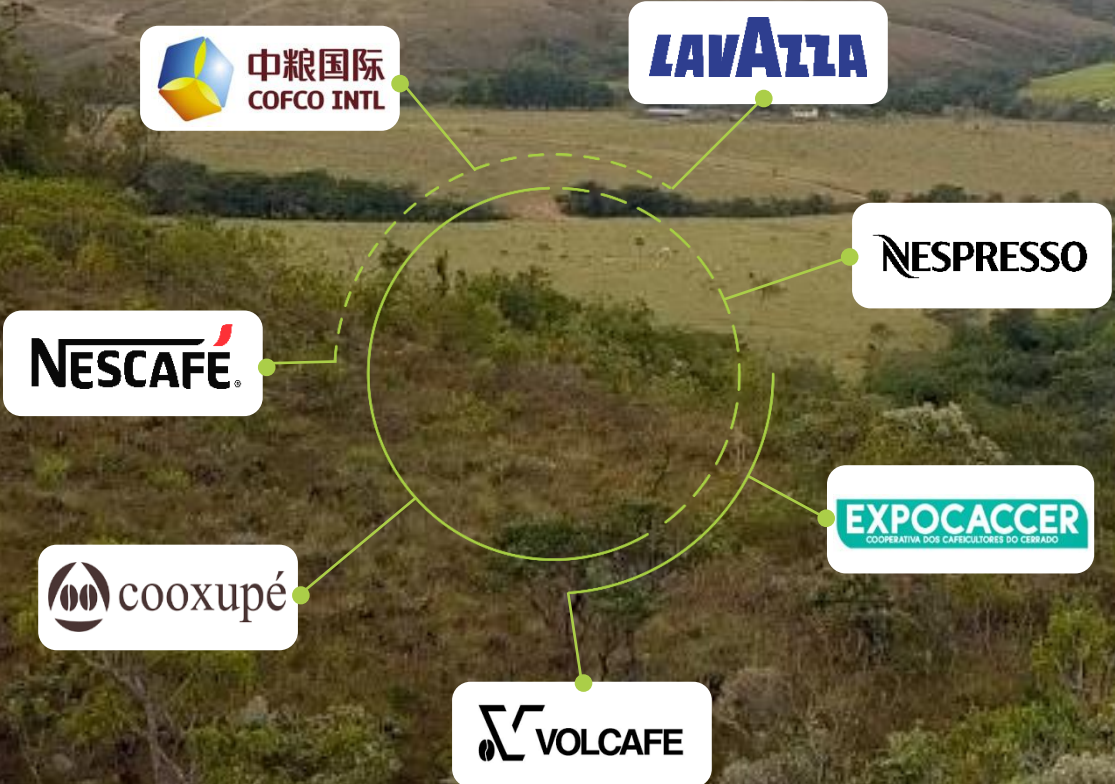 中粮国际
COFCO INTL
LAVAZZA
NESPRESSO
NESCAFÉ®
EXPOCACCER
COOPERATIVA DOS CAFEICULTORES DO CERRADO
cooxupé
VOLCAFE